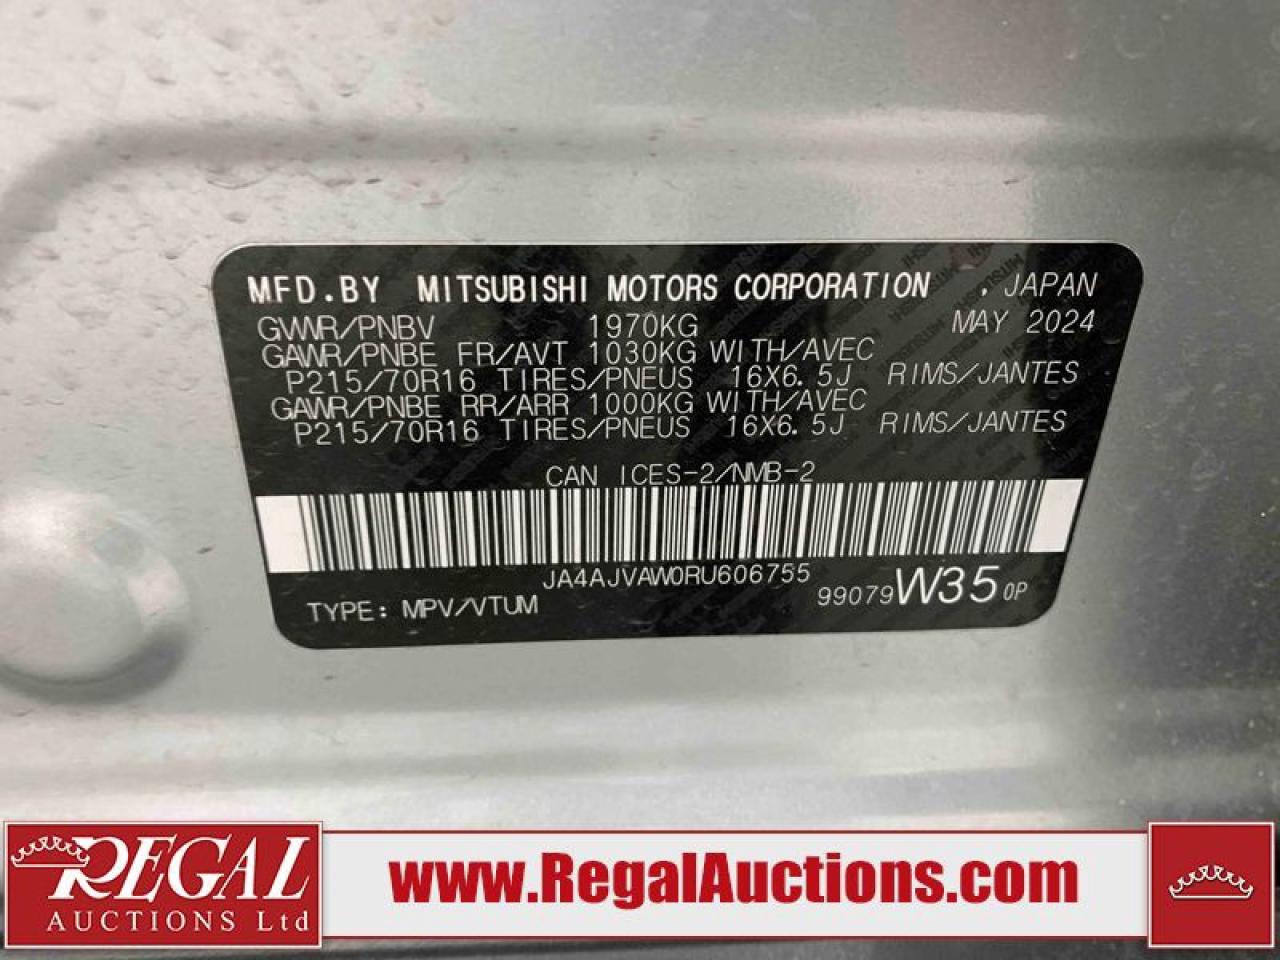 MFD.BY MITSUBISHI MOTORS CORPORATION , JAPAN
GVWR/PNBV 1970KG MAY 2024
GAWR/PNBE FR/AVT 1030KG WITH/AVEC
P215/70R16 TIRES/PNEUS 16X6.5J RIMS/JANTES
GAWR/PNBE RR/ARR 1000KG WITH/AVEC
P215/70R16 TIRES/PNEUS 16X6.5J RIMS/JANTES
CAN ICES-2/NMB-2
JA4AJVAW0RU606755
TYPE: MPV/VTUM 99079 W35 0P
REGAL
AUCTIONS Ltd
www.RegalAuctions.com